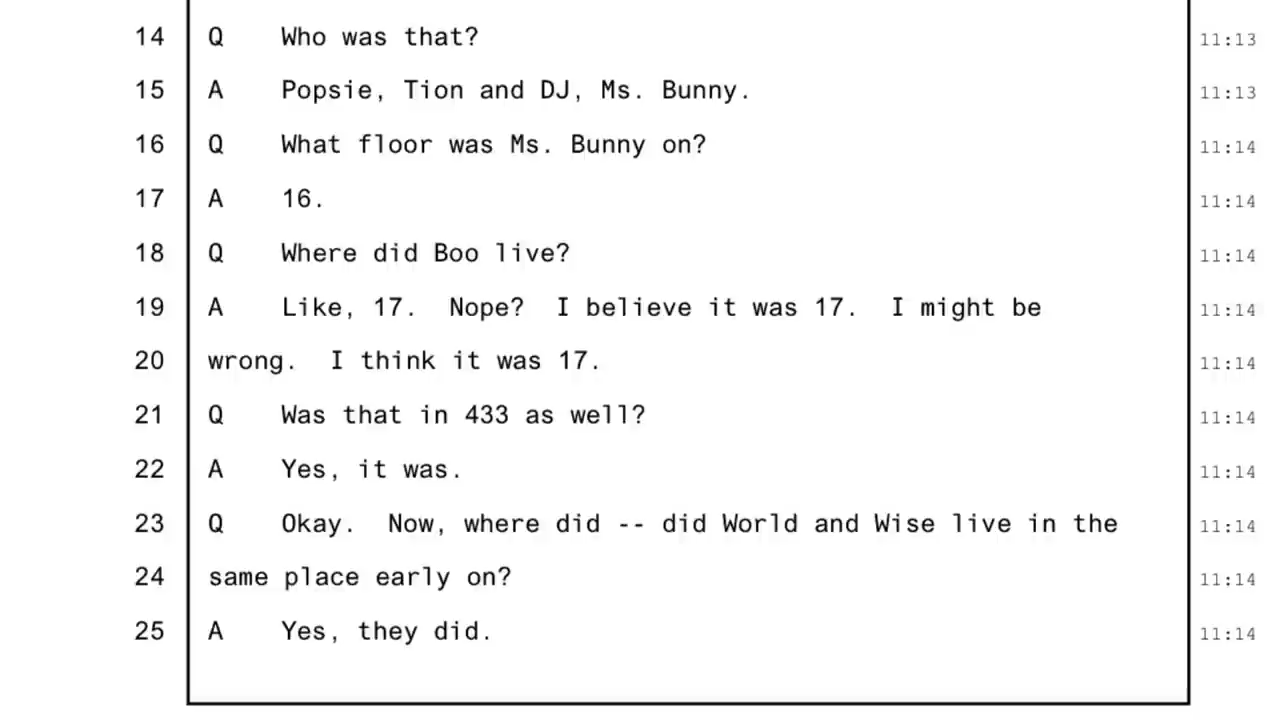 14 Q Who was that? 11:13
15 A Popsie, Tion and DJ, Ms. Bunny. 11:13
16 Q What floor was Ms. Bunny on? 11:14
17 A 16. 11:14
18 Q Where did Boo live? 11:14
19 A Like, 17. Nope? I believe it was 17. I might be 11:14
20 wrong. I think it was 17. 11:14
21 Q Was that in 433 as well? 11:14
22 A Yes, it was. 11:14
23 Q Okay. Now, where did -- did World and Wise live in the 11:14
24 same place early on? 11:14
25 A Yes, they did. 11:14